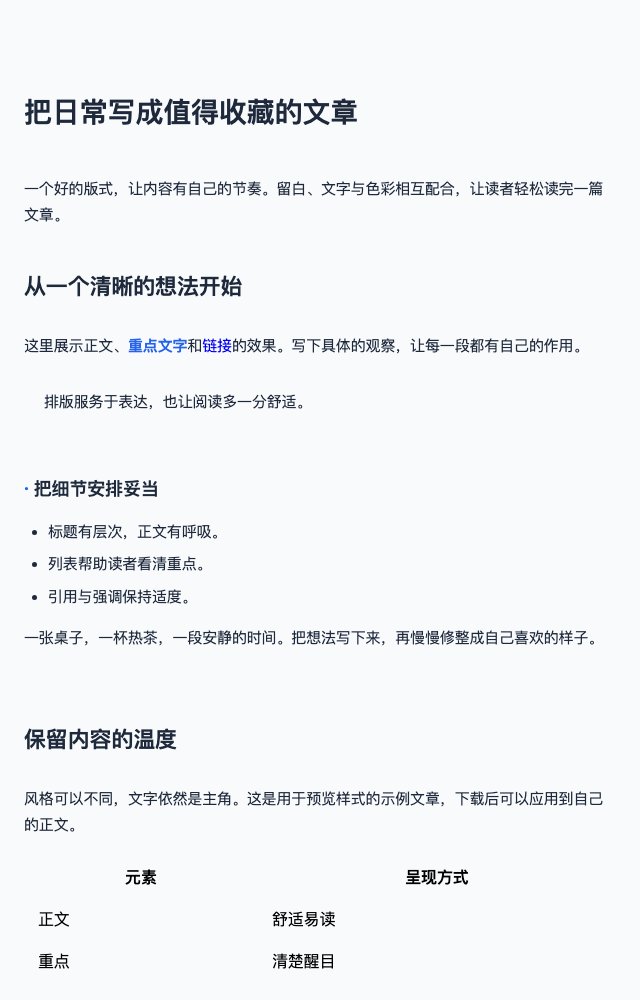 把日常写成值得收藏的文章
一个好的版式，让内容有自己的节奏。留白、文字与色彩相互配合，让读者轻松读完一篇
文章。
从一个清晰的想法开始
这里展示正文、重点文字和链接的效果。写下具体的观察，让每一段都有自己的作用。
排版服务于表达，也让阅读多一分舒适。
· 把细节安排妥当
• 标题有层次，正文有呼吸。
• 列表帮助读者看清重点。
• 引用与强调保持适度。
一张桌子，一杯热茶，一段安静的时间。把想法写下来，再慢慢修整成自己喜欢的样子。
保留内容的温度
风格可以不同，文字依然是主角。这是用于预览样式的示例文章，下载后可以应用到自己
的正文。
元素 呈现方式
正文 舒适易读
重点 清楚醒目